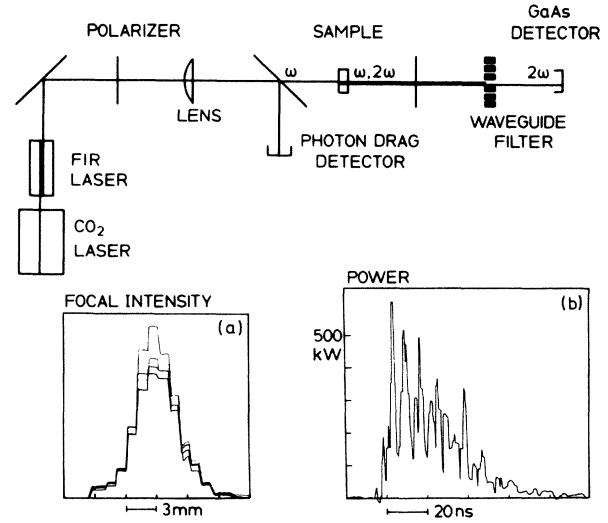 POLARIZER
SAMPLE
GaAs
DETECTOR
ω
ω,2ω
2ω
LENS
PHOTON DRAG
DETECTOR
WAVEGUIDE
FILTER
FIR
LASER
CO₂
LASER
FOCAL INTENSITY
(a)
3mm
POWER
(b)
500
kW
20ns